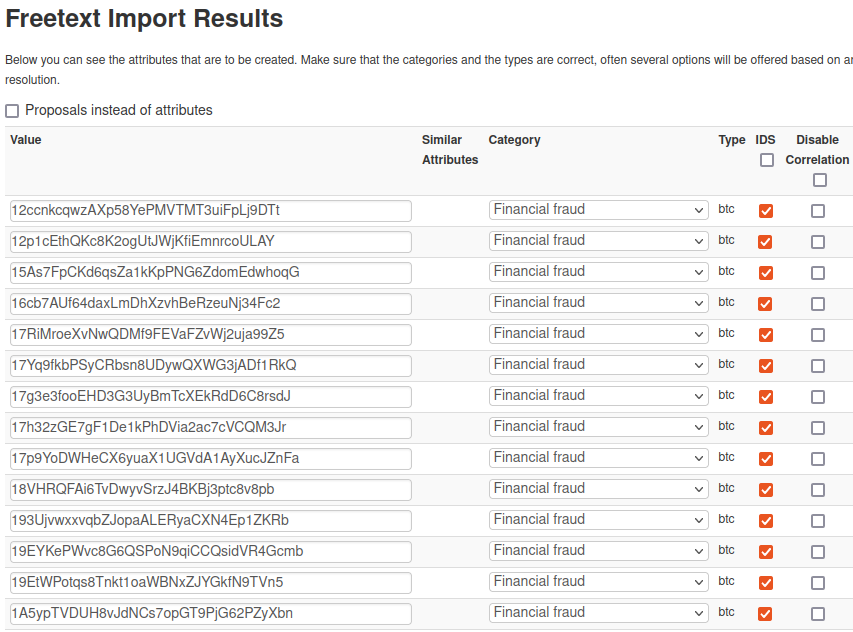 Freetext Import Results
Below you can see the attributes that are to be created. Make sure that the categories and the types are correct, often several options will be offered based on an
resolution.
Proposals instead of attributes
Value Similar Attributes Category Type IDS Disable Correlation
12ccnkcqwzAXp58YePMVTMT3uiFpLj9DTt Financial fraud btc
12p1cEthQKc8K2ogUtJWjKfiEmnrcoULAY Financial fraud btc
15As7FpCKd6qsZa1kKpPNG6ZdomEdwhoqG Financial fraud btc
16cb7AUf64daxLmDhXzvhBeRzeuNj34Fc2 Financial fraud btc
17RiMroeXvNwQDMf9FEVaFZvWj2uja99Z5 Financial fraud btc
17Yq9fkbPSyCRbsn8UDywQXWG3jADf1RkQ Financial fraud btc
17g3e3fooEHD3G3UyBmTcXEkRdD6C8rsdJ Financial fraud btc
17h32zGE7gF1De1kPhDVia2ac7cVCQM3Jr Financial fraud btc
17p9YoDWHeCX6yuaX1UGVdA1AyXucJZnFa Financial fraud btc
18VHRQFAi6TvDwyvSrzJ4BKBj3ptc8v8pb Financial fraud btc
193UjvwxxvqbZJopaALERyaCXN4Ep1ZKRb Financial fraud btc
19EYKePWvc8G6QSPoN9qiCCQsidVR4Gcmb Financial fraud btc
19EtWPotqs8Tnkt1oaWBNxZJYGkfN9TVn5 Financial fraud btc
1A5ypTVDUH8vJdNCs7opGT9PjG62PZyXbn Financial fraud btc